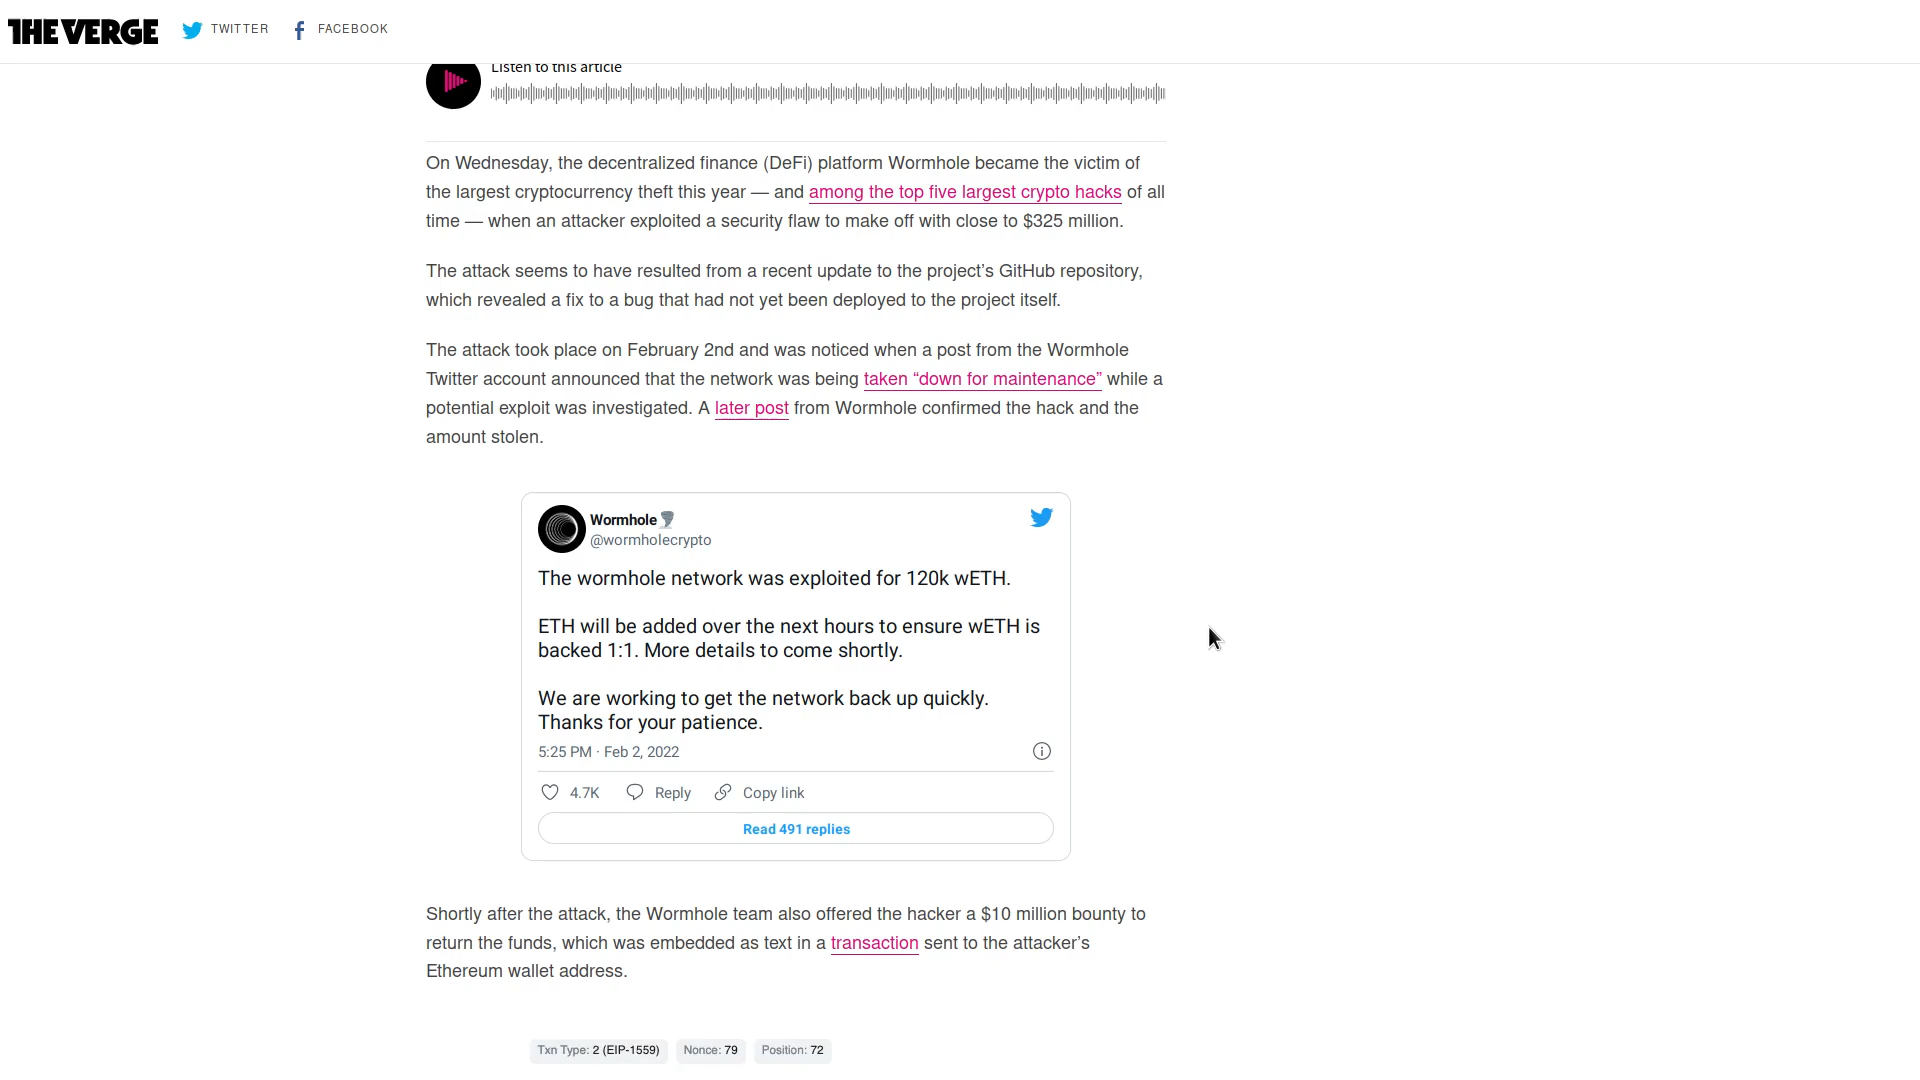 THE VERGE TWITTER FACEBOOK
Listen to this article
On Wednesday, the decentralized finance (DeFi) platform Wormhole became the victim of
the largest cryptocurrency theft this year — and among the top five largest crypto hacks of all
time — when an attacker exploited a security flaw to make off with close to $325 million.
The attack seems to have resulted from a recent update to the project’s GitHub repository,
which revealed a fix to a bug that had not yet been deployed to the project itself.
The attack took place on February 2nd and was noticed when a post from the Wormhole
Twitter account announced that the network was being taken “down for maintenance” while a
potential exploit was investigated. A later post from Wormhole confirmed the hack and the
amount stolen.
Wormhole
@wormholecrypto
The wormhole network was exploited for 120k wETH.
ETH will be added over the next hours to ensure wETH is
backed 1:1. More details to come shortly.
We are working to get the network back up quickly.
Thanks for your patience.
5:25 PM · Feb 2, 2022
4.7K Reply Copy link
Read 491 replies
Shortly after the attack, the Wormhole team also offered the hacker a $10 million bounty to
return the funds, which was embedded as text in a transaction sent to the attacker’s
Ethereum wallet address.
Txn Type: 2 (EIP-1559) Nonce: 79 Position: 72